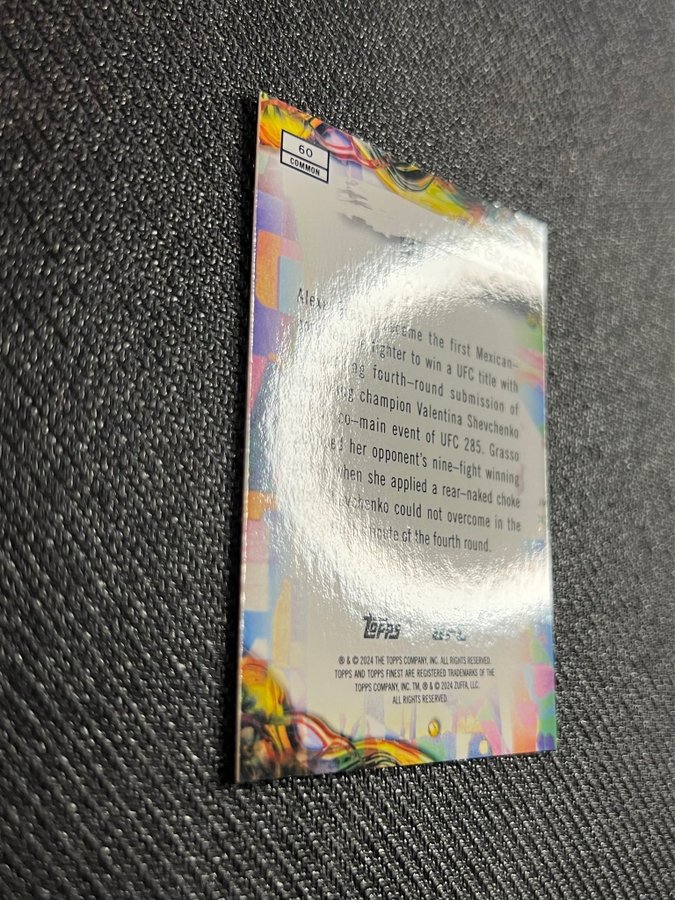 60
COMMON
the first Mexican-
fighter to win a UFC title with
fourth-round submission of
champion Valentina Shevchenko
co-main event of UFC 285. Grasso
her opponent's nine-fight winning
when she applied a rear-naked choke
could not overcome in the
of the fourth round.
Topps UFC
® & © 2024 THE TOPPS COMPANY, INC. ALL RIGHTS RESERVED.
TOPPS AND TOPPS FINEST ARE REGISTERED TRADEMARKS OF THE
TOPPS COMPANY, INC. TM, ® & © 2024 ZUFFA, LLC.
ALL RIGHTS RESERVED.